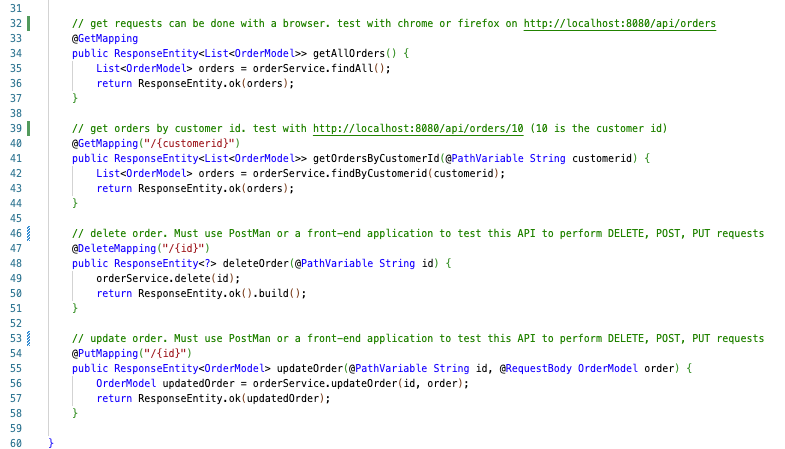 31
32 // get requests can be done with a browser. test with chrome or firefox on http://localhost:8080/api/orders
33 @GetMapping
34 public ResponseEntity<List<OrderModel>> getAllOrders() {
35 List<OrderModel> orders = orderService.findAll();
36 return ResponseEntity.ok(orders);
37 }
38
39 // get orders by customer id. test with http://localhost:8080/api/orders/10 (10 is the customer id)
40 @GetMapping("/{customerid}")
41 public ResponseEntity<List<OrderModel>> getOrdersByCustomerId(@PathVariable String customerid) {
42 List<OrderModel> orders = orderService.findByCustomerid(customerid);
43 return ResponseEntity.ok(orders);
44 }
45
46 // delete order. Must use PostMan or a front-end application to test this API to perform DELETE, POST, PUT requests
47 @DeleteMapping("/{id}")
48 public ResponseEntity<?> deleteOrder(@PathVariable String id) {
49 orderService.delete(id);
50 return ResponseEntity.ok().build();
51 }
52
53 // update order. Must use PostMan or a front-end application to test this API to perform DELETE, POST, PUT requests
54 @PutMapping("/{id}")
55 public ResponseEntity<OrderModel> updateOrder(@PathVariable String id, @RequestBody OrderModel order) {
56 OrderModel updatedOrder = orderService.updateOrder(id, order);
57 return ResponseEntity.ok(updatedOrder);
58 }
59
60 }